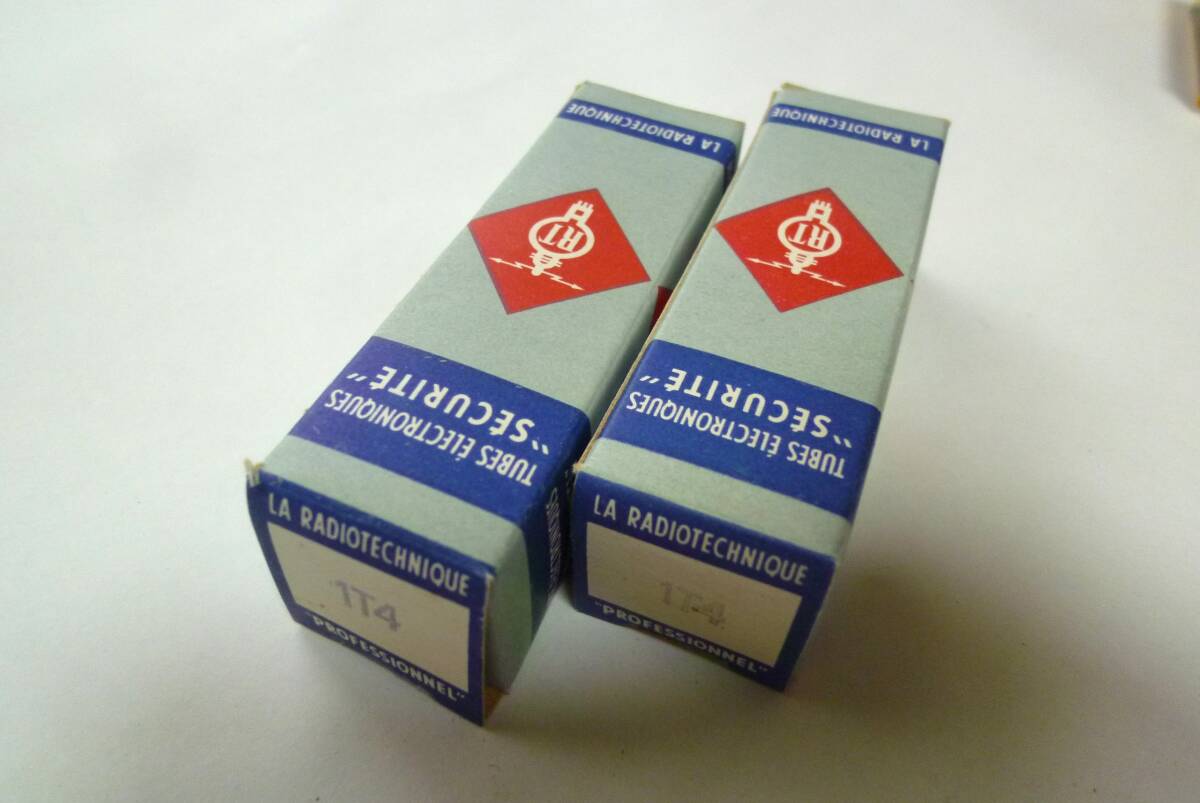 LA RADIOTECHNIQUE
RT
TUBES ÉLECTRONIQUES
"SÉCURITÉ"
LA RADIOTECHNIQUE
1T4
"PROFESSIONNEL"
LA RADIOTECHNIQUE
RT
TUBES ÉLECTRONIQUES
"SÉCURITÉ"
LA RADIOTECHNIQUE
1T4
"PROFESSIONNEL"